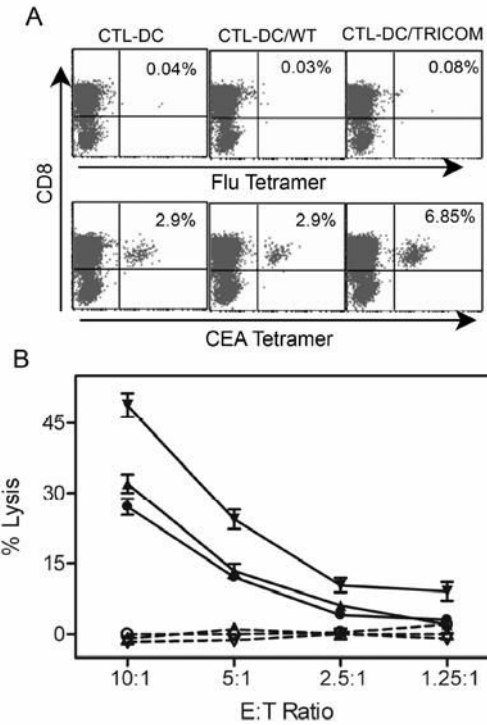 A
CTL-DC CTL-DC/WT CTL-DC/TRICOM
0.04% 0.03% 0.08%
CD8
Flu Tetramer
2.9% 2.9% 6.85%
CEA Tetramer
B
% Lysis
45
30
15
0
10:1 5:1 2.5:1 1.25:1
E:T Ratio